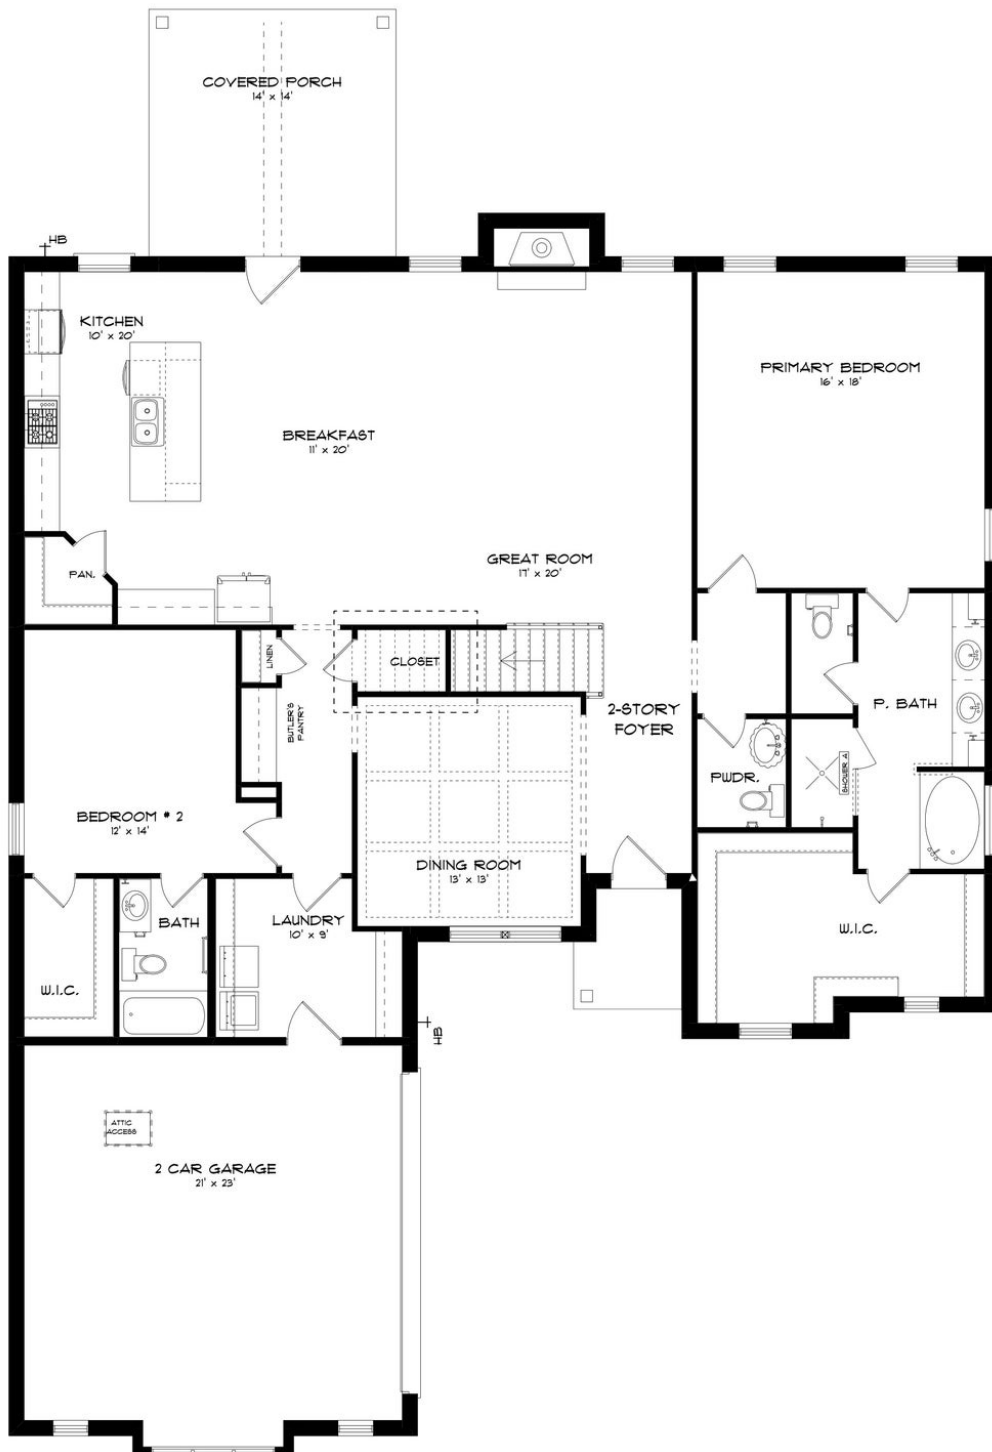 COVERED PORCH
14' x 14'
HB
KITCHEN
10' x 20'
PRIMARY BEDROOM
16' x 18'
BREAKFAST
11' x 20'
GREAT ROOM
17' x 20'
PAN.
LINEN
CLOSET
BUTLER'S
PANTRY
2-STORY
FOYER
P. BATH
PWDR.
SHOWER A
BEDROOM # 2
12' x 14'
DINING ROOM
13' x 13'
BATH
LAUNDRY
10' x 9'
W.I.C.
W.I.C.
HB
ATTIC
ACCESS
2 CAR GARAGE
21' x 23'